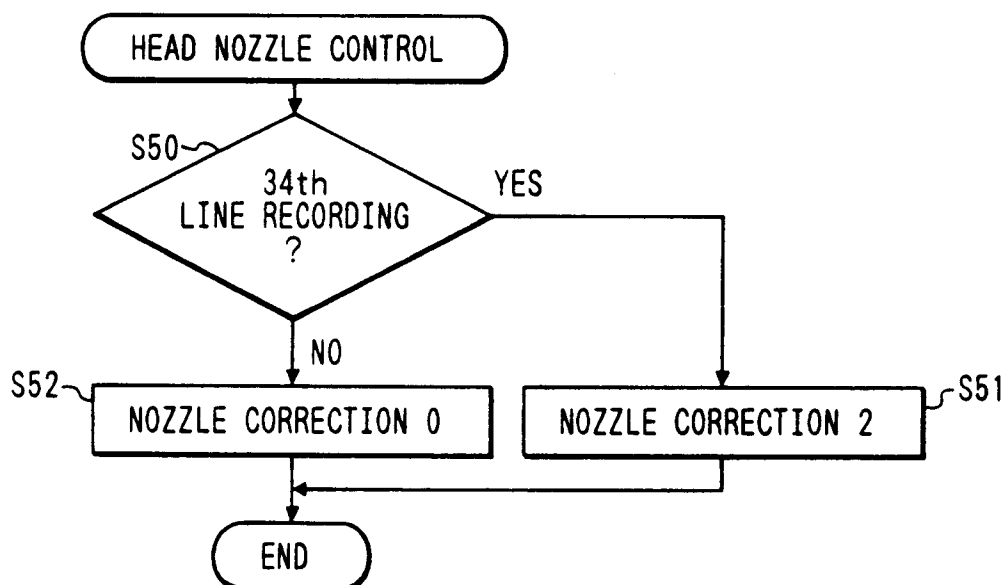 HEAD NOZZLE CONTROL
S50
34th
LINE RECORDING
?
YES
NO
S52
NOZZLE CORRECTION 0
NOZZLE CORRECTION 2
S51
END